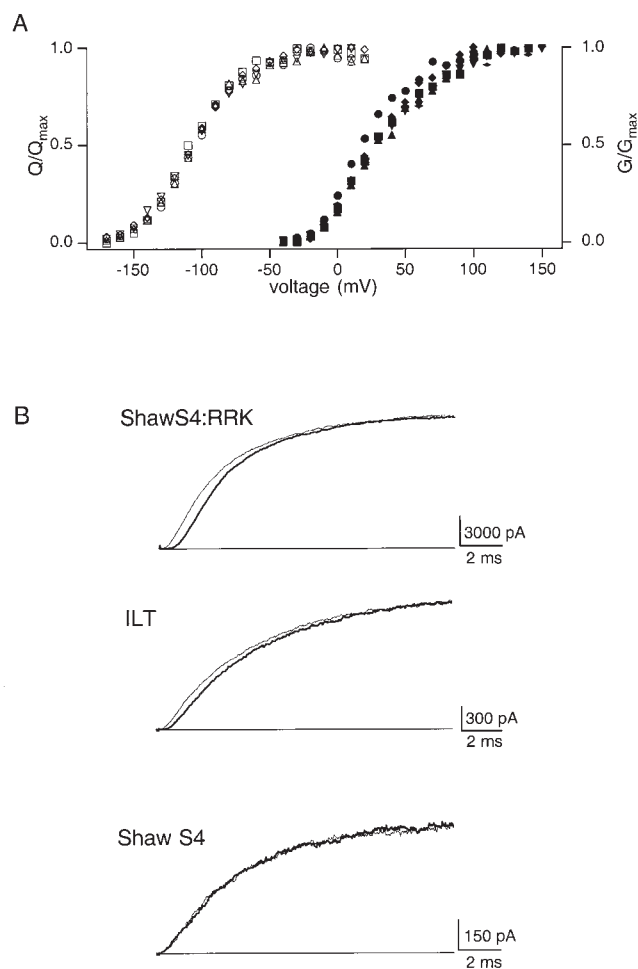 A
1.0
0.5
0.0
Q/Qmax
1.0
0.5
0.0
G/Gmax
-150 -100 -50 0 50 100 150
voltage (mV)
B
ShawS4:RRK
3000 pA
2 ms
ILT
300 pA
2 ms
Shaw S4
150 pA
2 ms